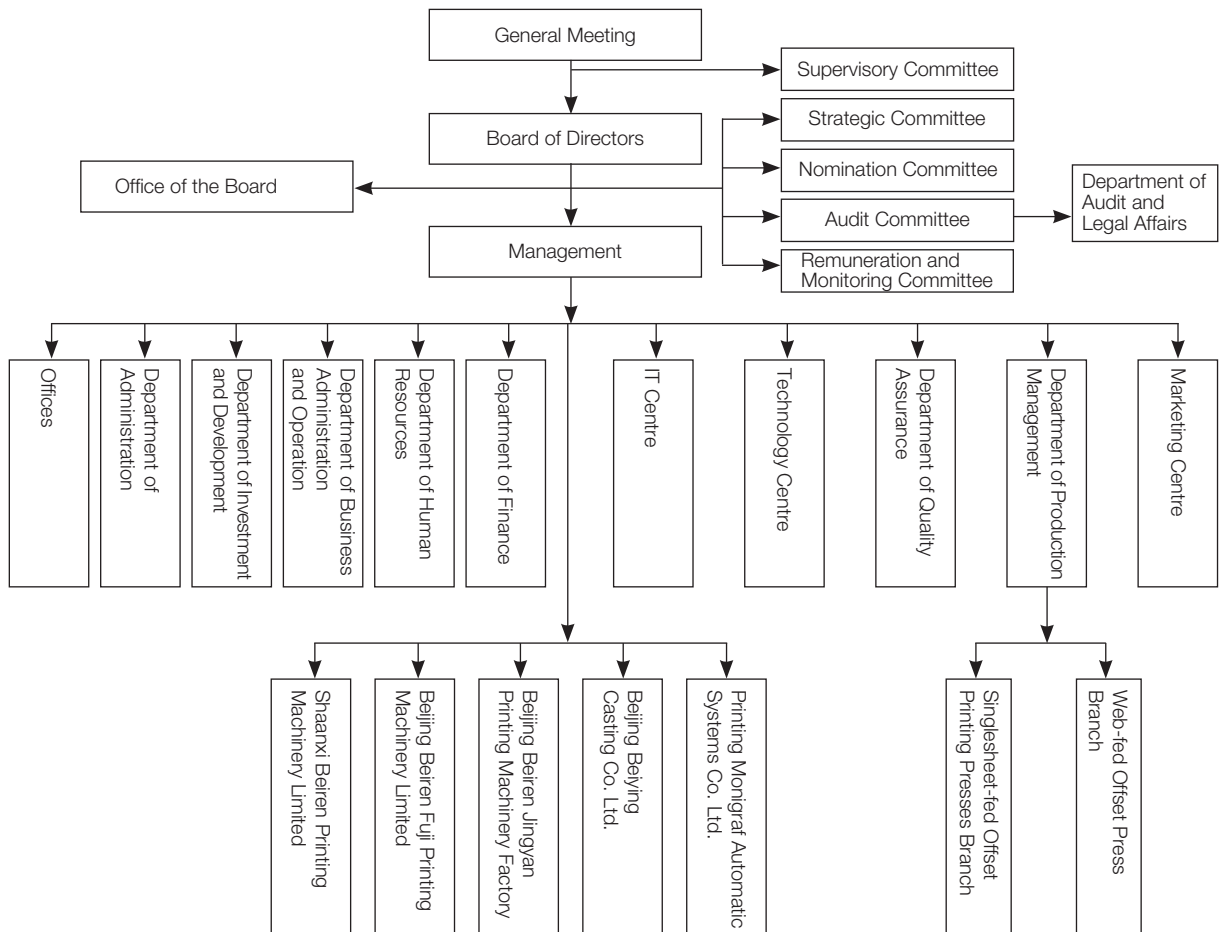 General Meeting
Supervisory Committee
Strategic Committee
Board of Directors
Nomination Committee
Office of the Board
Department of
Audit and
Legal Affairs
Audit Committee
Management
Remuneration and
Monitoring Committee
Offices
Department of
Administration
Department of Investment
and Development
Department of Business
Administration
and Operation
Department of Human
Resources
Department of Finance
IT Centre
Technology Centre
Department of Quality
Assurance
Department of Production
Management
Marketing Centre
Shaanxi Beiren Printing
Machinery Limited
Beijing Beiren Fuji Printing
Machinery Limited
Beijing Beiren Jingyan
Printing Machinery Factory
Beijing Beiying
Casting Co. Ltd.
Printing Monigraf Automatic
Systems Co. Ltd.
Singlesheet-fed Offset
Printing Presses Branch
Web-fed Offset Press
Branch